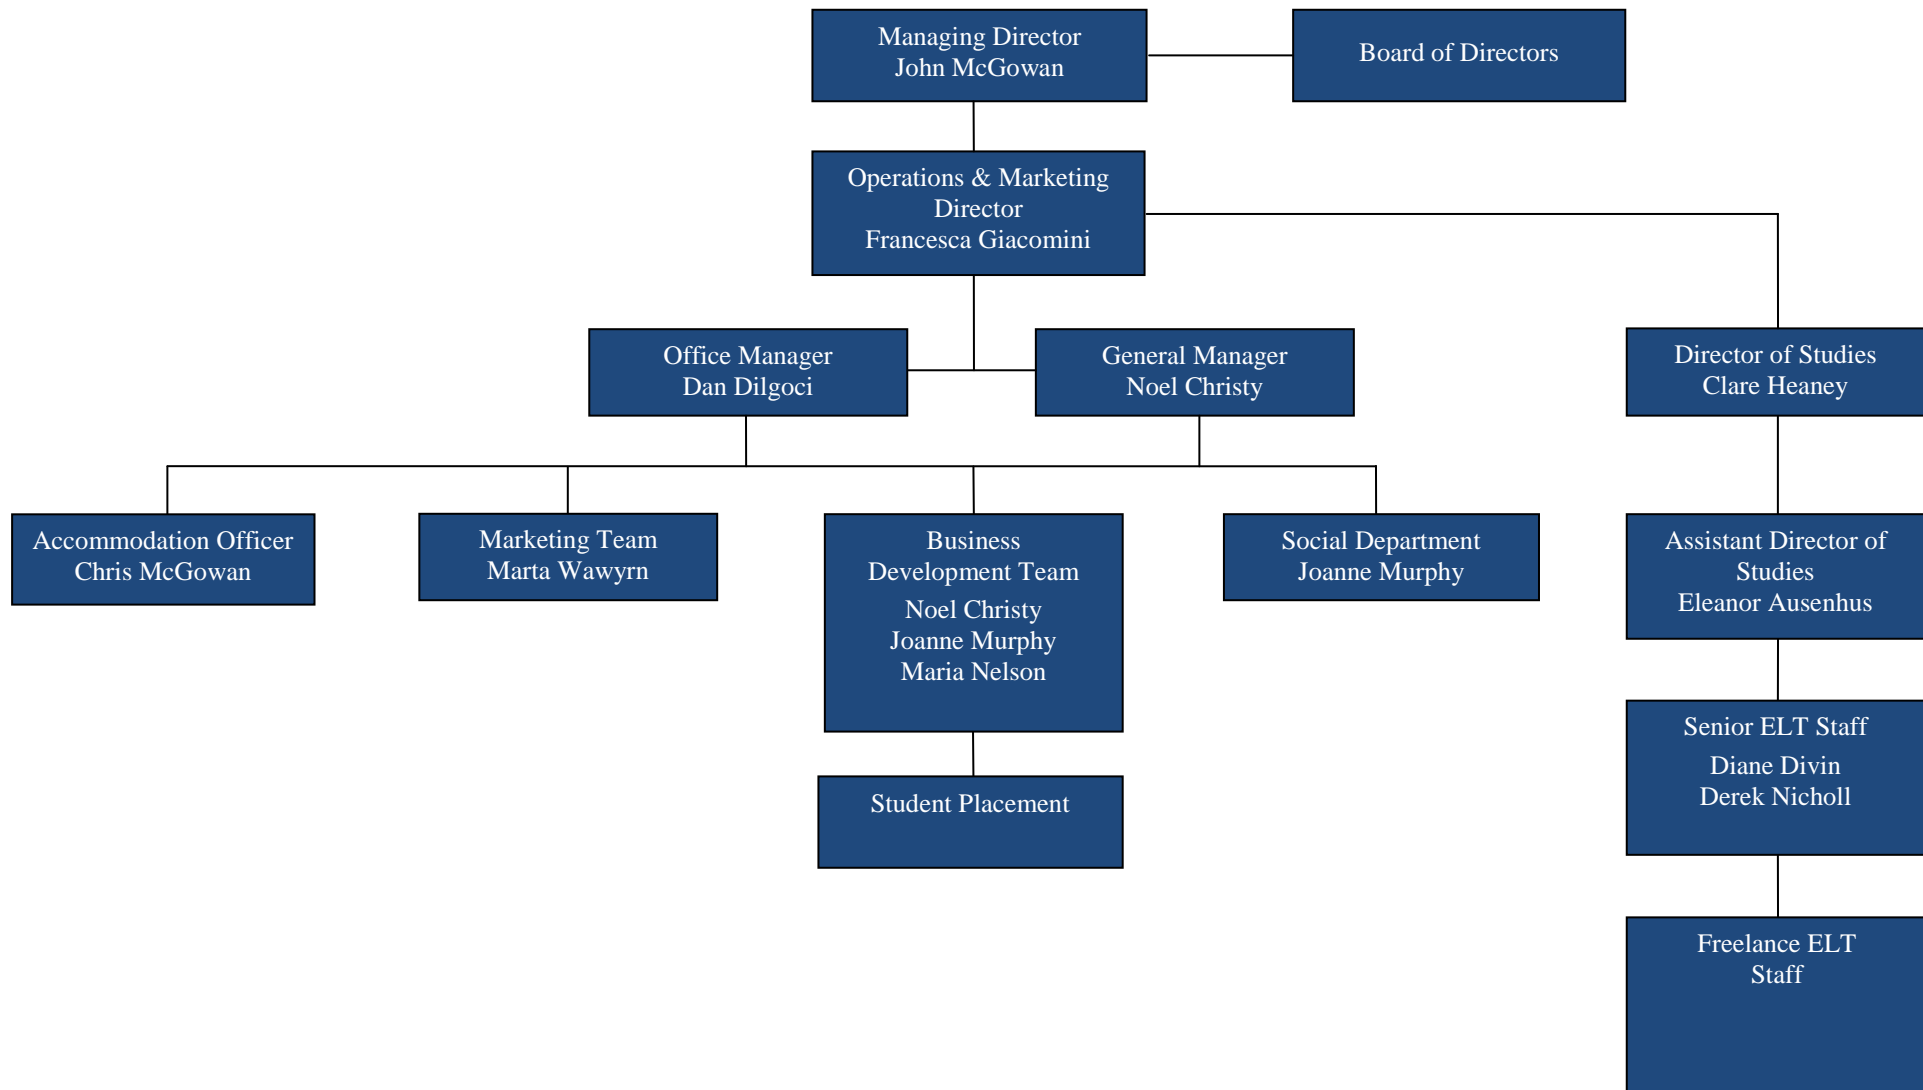 Managing Director
John McGowan
Board of Directors
Operations & Marketing
Director
Francesca Giacomini
Office Manager
Dan Dilgoci
General Manager
Noel Christy
Director of Studies
Clare Heaney
Accommodation Officer
Chris McGowan
Marketing Team
Marta Wawyrn
Business
Development Team
Noel Christy
Joanne Murphy
Maria Nelson
Social Department
Joanne Murphy
Assistant Director of
Studies
Eleanor Ausenhus
Senior ELT Staff
Diane Divin
Derek Nicholl
Student Placement
Freelance ELT
Staff